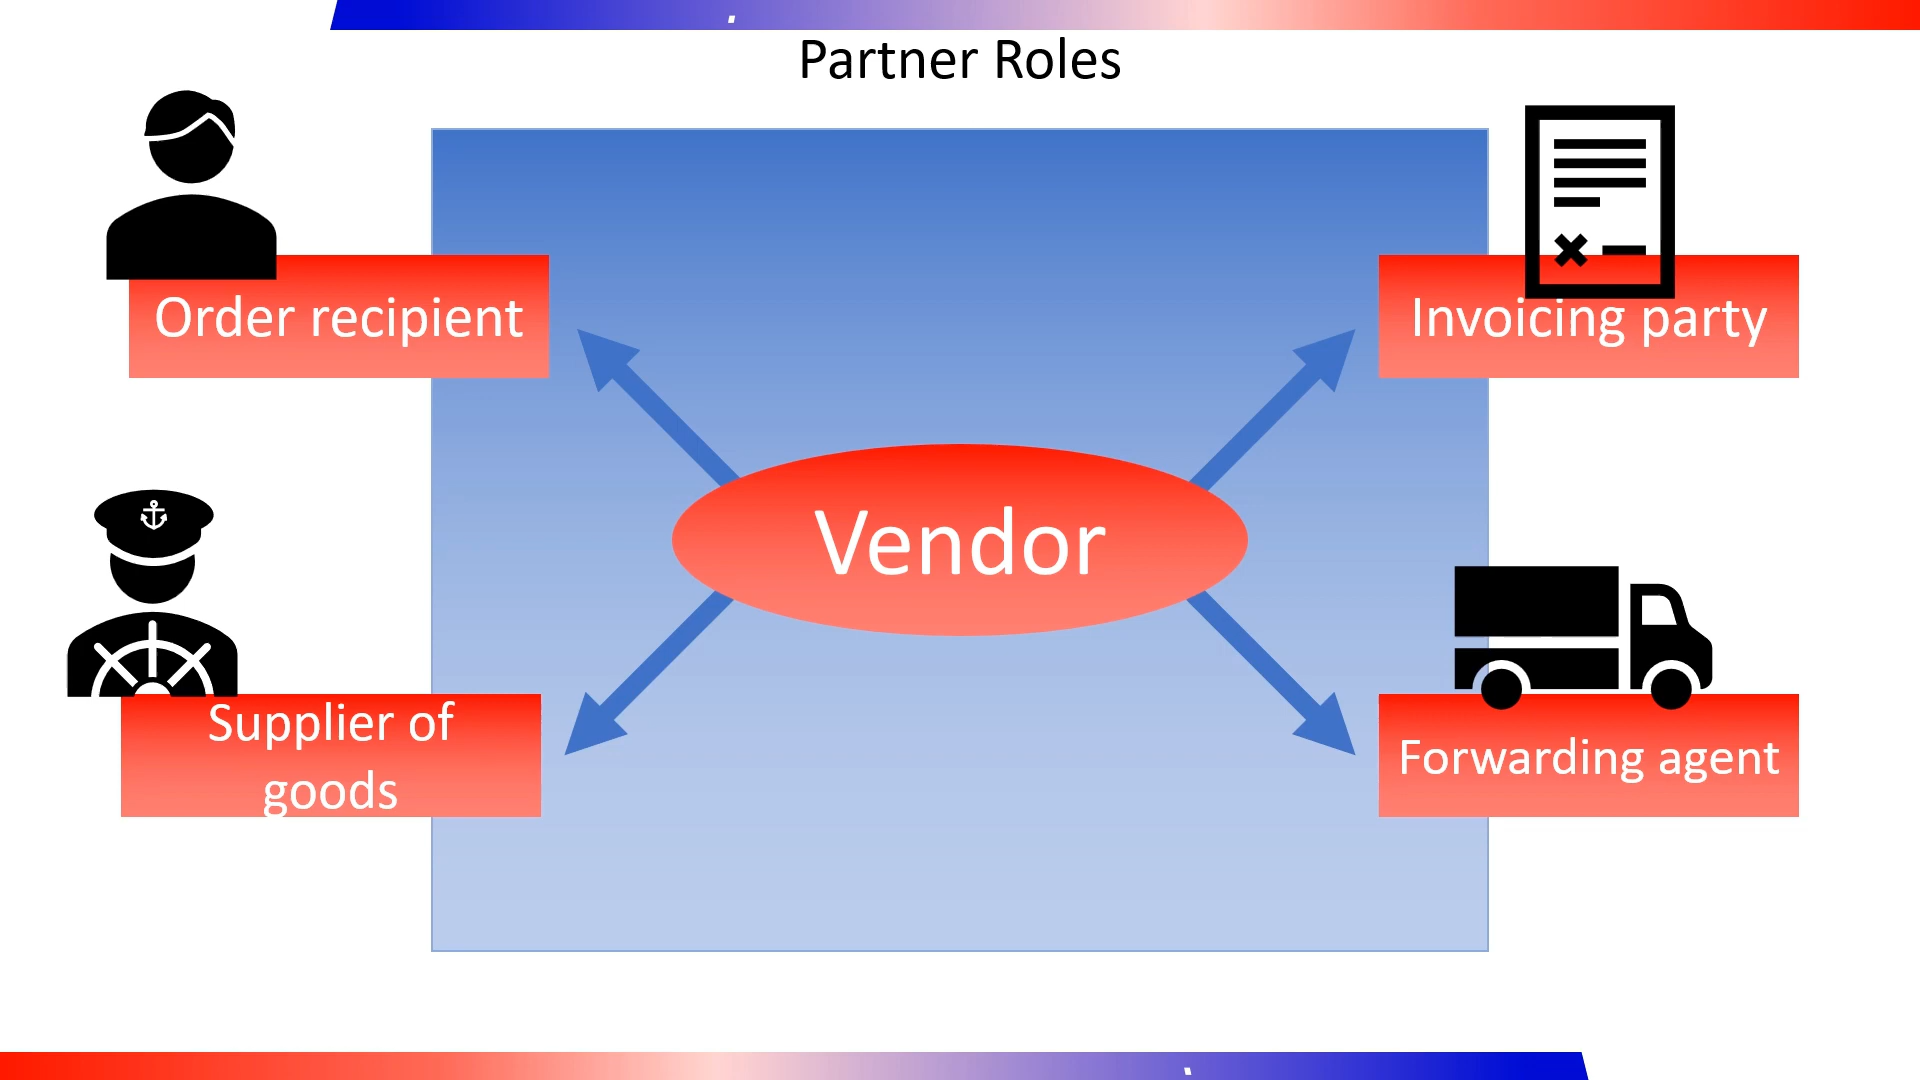 Partner Roles
Order recipient
Invoicing party
Vendor
Supplier of
goods
Forwarding agent